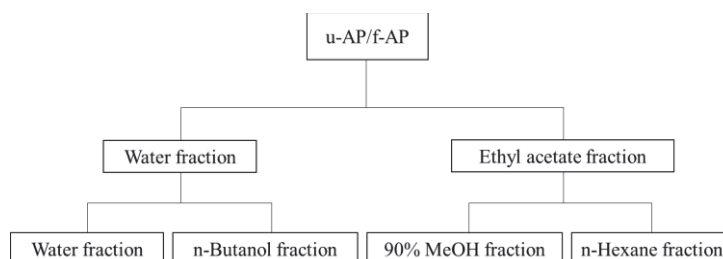 u-AP/f-AP
Water fraction
Ethyl acetate fraction
Water fraction
n-Butanol fraction
90% MeOH fraction
n-Hexane fraction